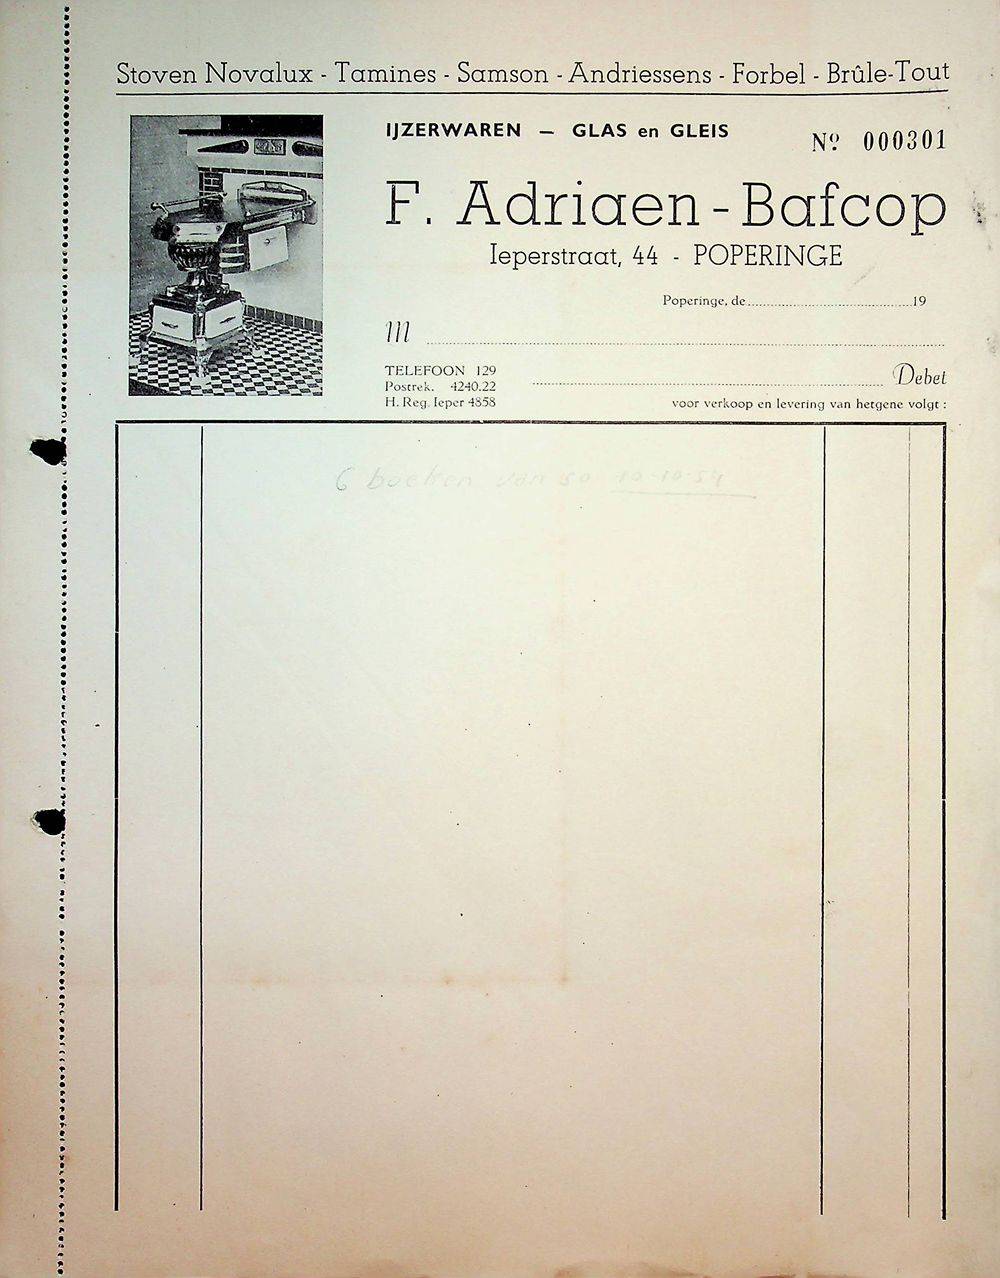 Stoven Novalux - Tamines - Samson - Andriessens - Forbel - Brûle-Tout
IJZERWAREN — GLAS en GLEIS
Nº 000301
F. Adriaen - Bafcop
Ieperstraat, 44 - POPERINGE
Poperinge, de 19
M
TELEFOON 129
Postrek. 4240.22
Debet
H. Reg. Ieper 4858
voor verkoop en levering van hetgene volgt :
6 boeken van 50 10-10-54